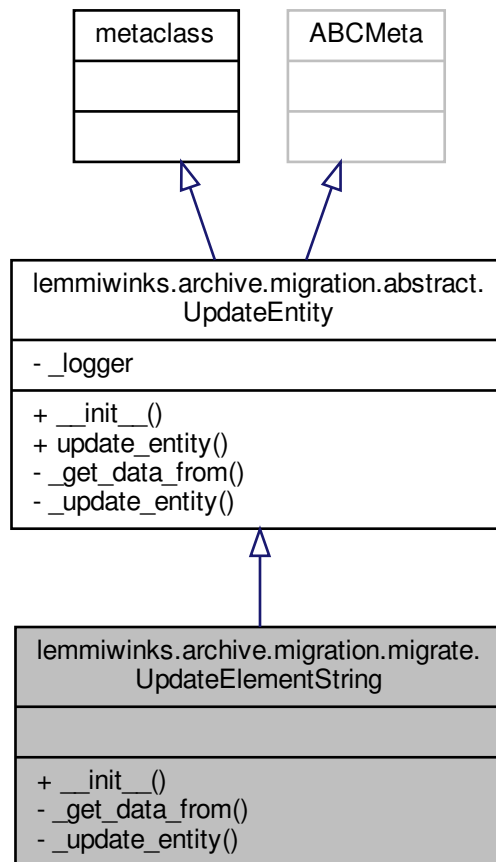 metaclass
ABCMeta
lemmiwinks.archive.migration.abstract.
UpdateEntity
- _logger
+ __init__()
+ update_entity()
- _get_data_from()
- _update_entity()
lemmiwinks.archive.migration.migrate.
UpdateElementString
+ __init__()
- _get_data_from()
- _update_entity()